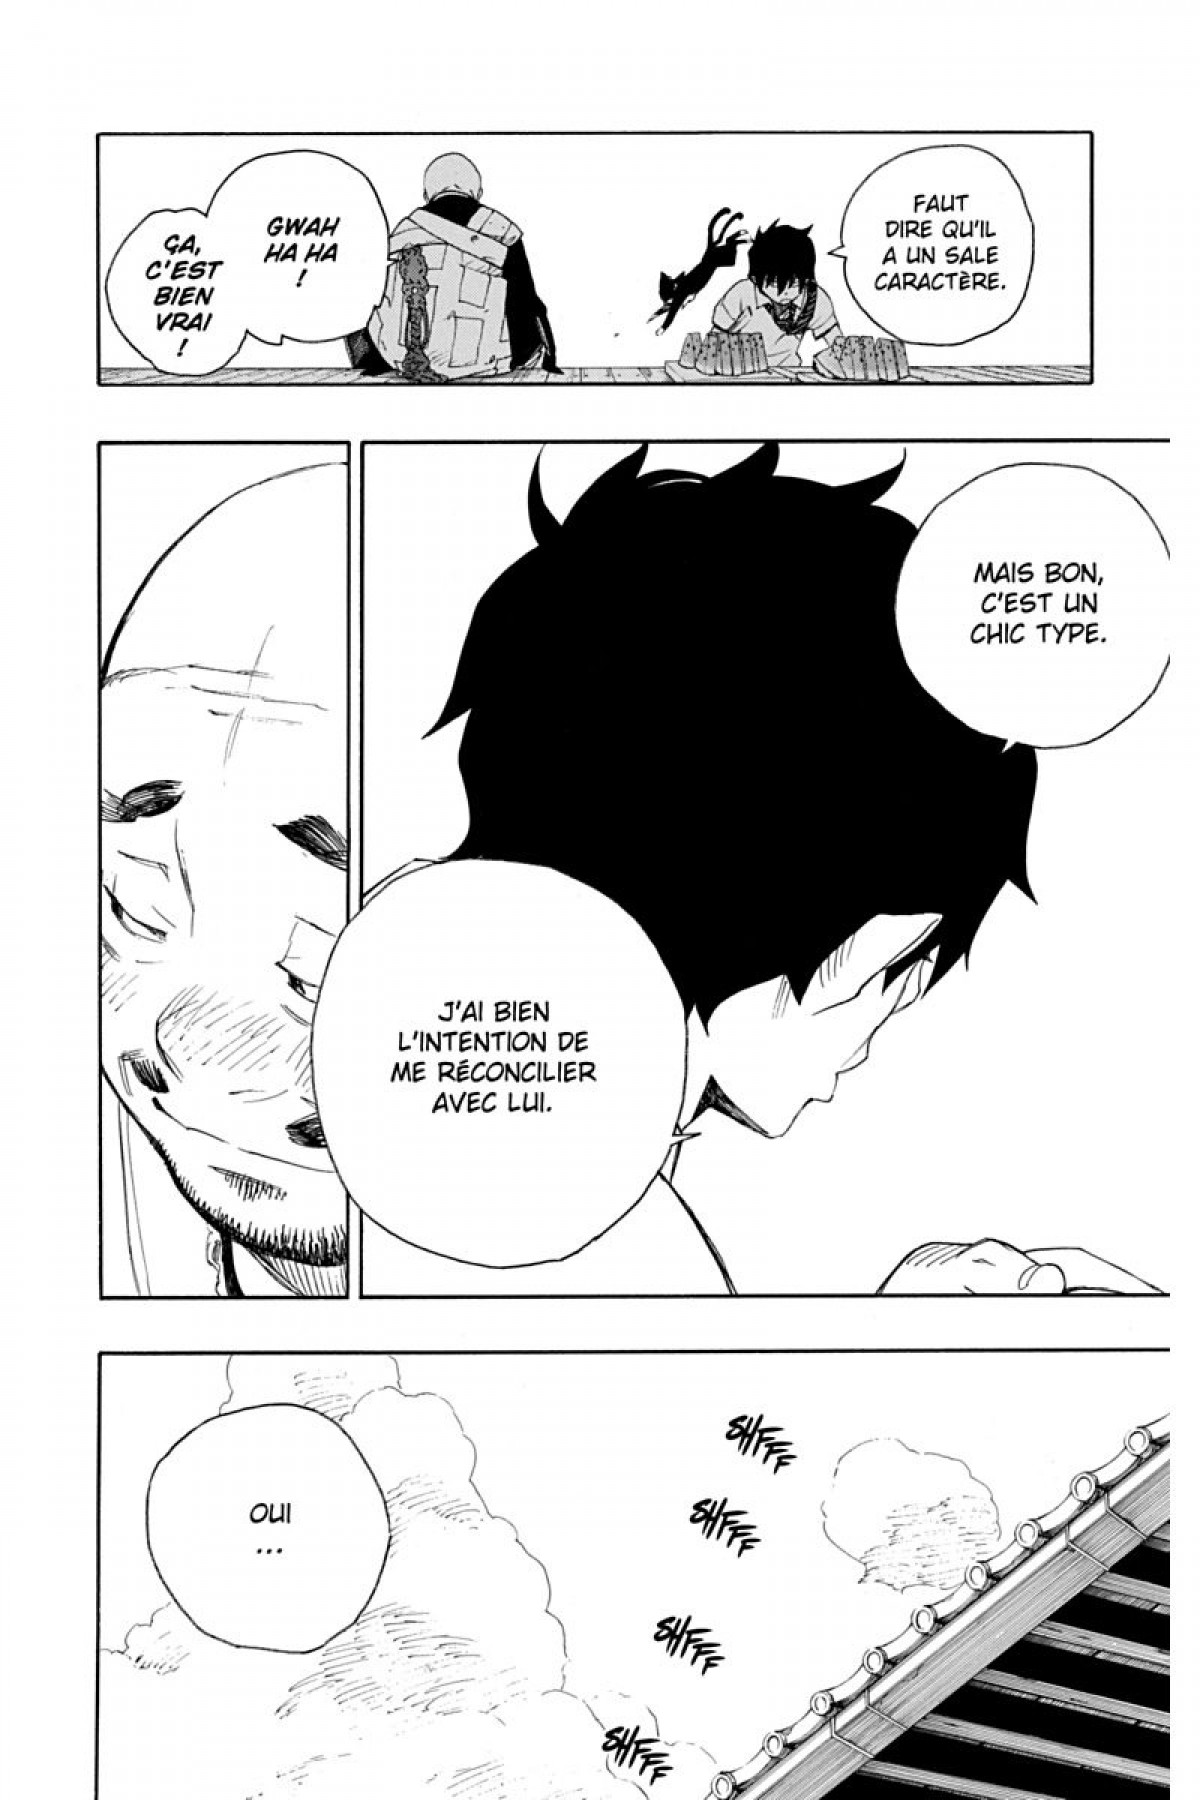 FAUT
DIRE QU'IL
A UN SALE
CARACTÈRE.
GWAH
HA HA
!
ÇA,
C'EST
BIEN
VRAI
!
MAIS BON,
C'EST UN
CHIC TYPE.
J'AI BIEN
L'INTENTION DE
ME RÉCONCILIER
AVEC LUI.
OUI
...
SHFFF
SHFFF
SHFFF
SHFFF